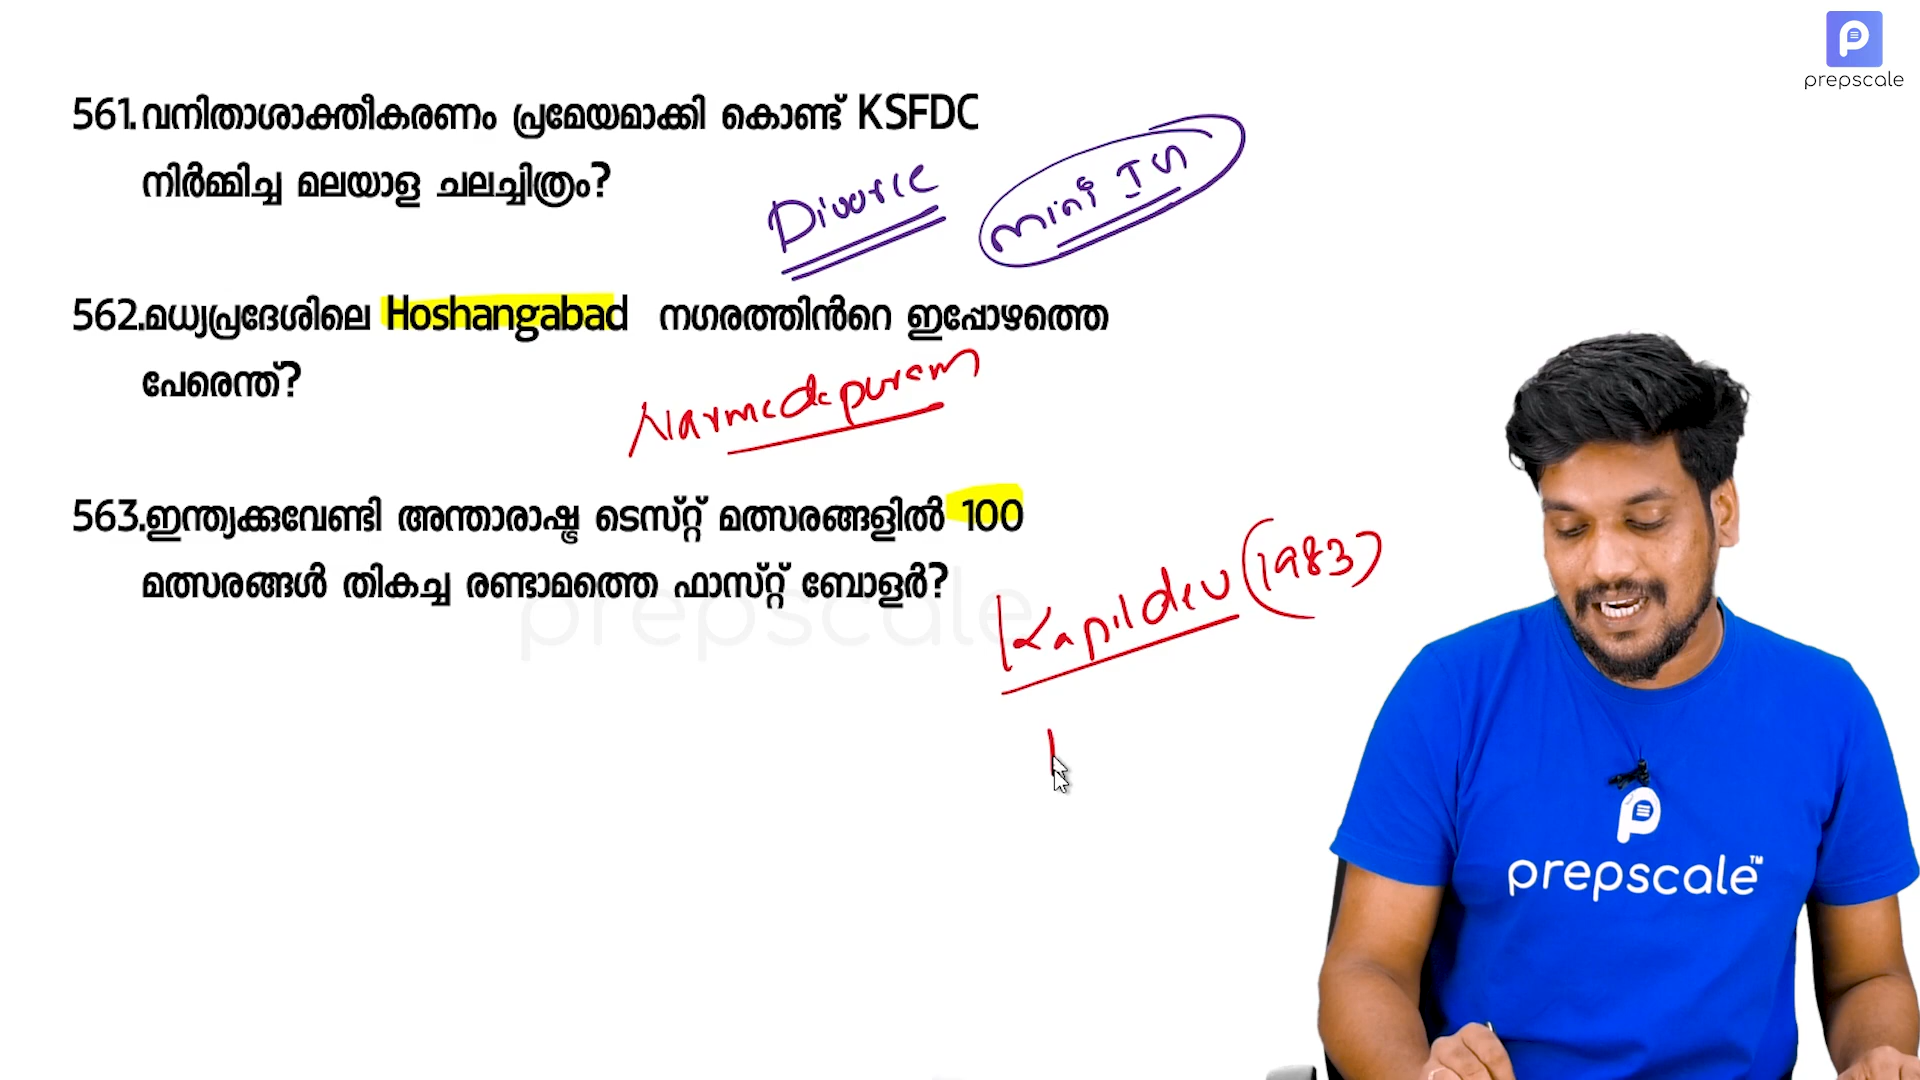 prepscale
561. വനിതാശാക്തീകരണം പ്രമേയമാക്കി കൊണ്ട് KSFDC
നിർമ്മിച്ച മലയാള ചലച്ചിത്രം?
Divorce
mini IG
562. മധ്യപ്രദേശിലെ Hoshangabad നഗരത്തിൻറെ ഇപ്പോഴത്തെ
പേരെന്ത്?
Narmadapuram
563. ഇന്ത്യക്കുവേണ്ടി അന്താരാഷ്ട്ര ടെസ്റ്റ് മത്സരങ്ങളിൽ 100
മത്സരങ്ങൾ തികച്ച രണ്ടാമത്തെ ഫാസ്റ്റ് ബോളർ?
Kapildev (1983)
prepscale
prepscale™